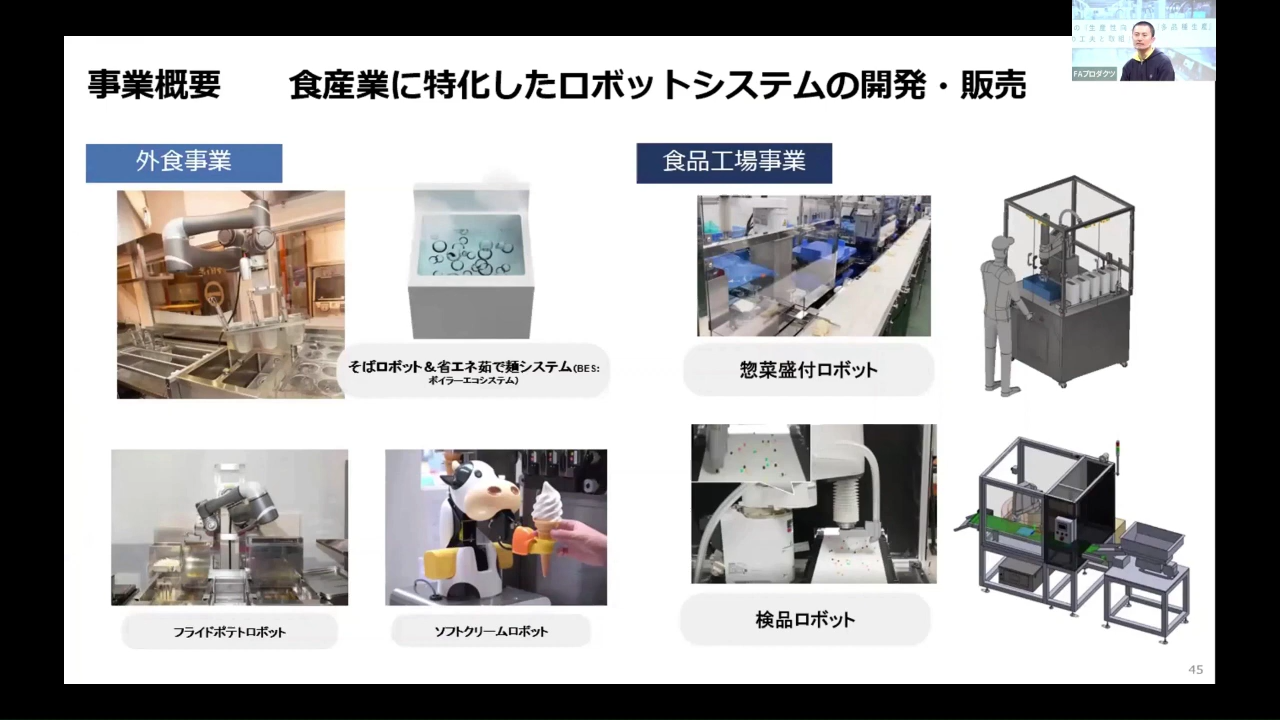 事業概要　食産業に特化したロボットシステムの開発・販売
外食事業
そばロボット＆省エネ茹で麺システム(BES:
ボイラーエコシステム)
フライドポテトロボット
ソフトクリームロボット
食品工場事業
惣菜盛付ロボット
検品ロボット
45
FAプロダクツ